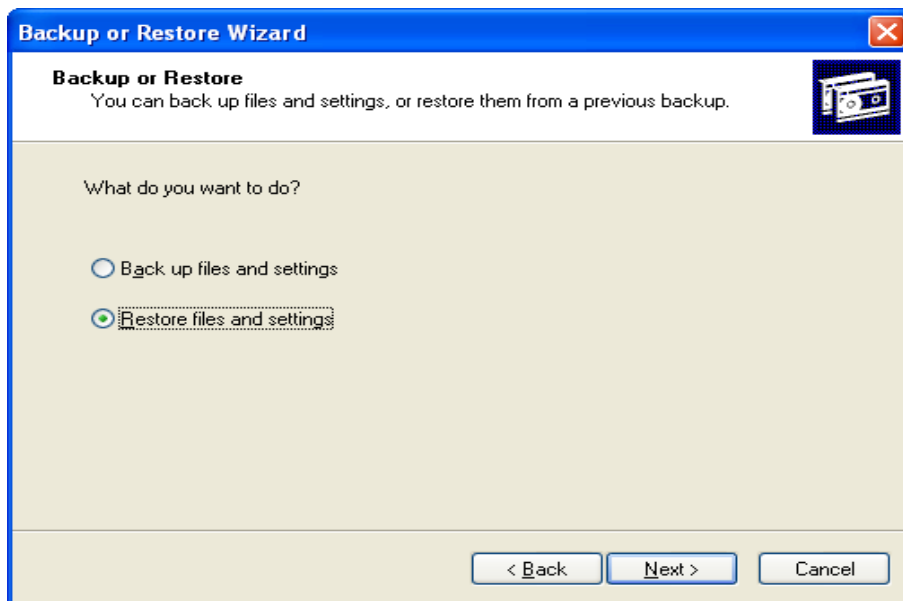 Backup or Restore Wizard
Backup or Restore
You can back up files and settings, or restore them from a previous backup.
What do you want to do?
Back up files and settings
Restore files and settings
< Back
Next >
Cancel